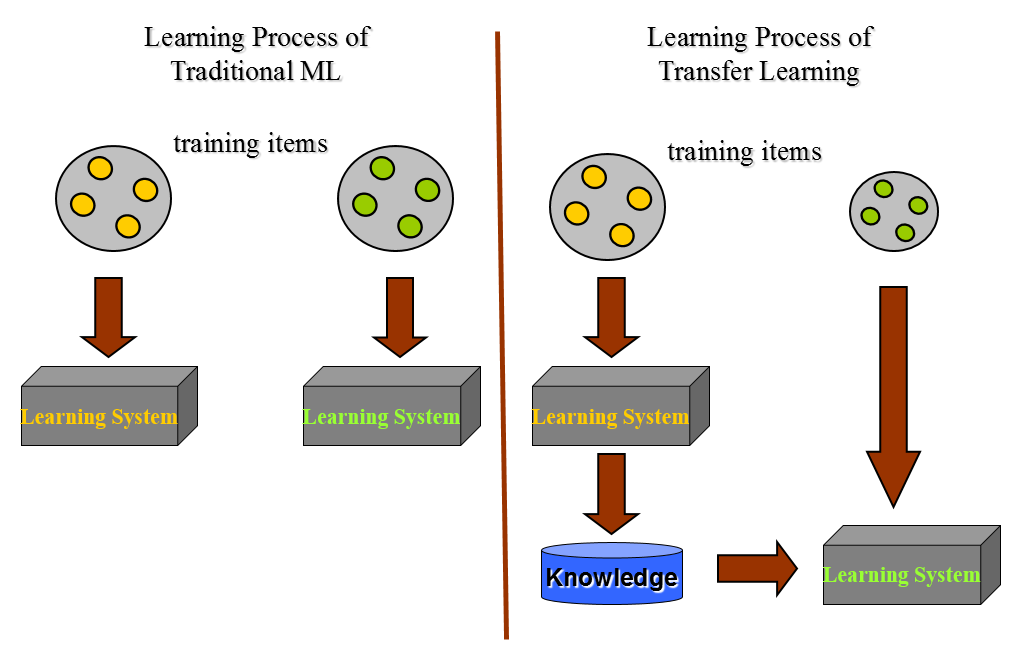 Learning Process of
Traditional ML
training items
Learning System
Learning System
Learning Process of
Transfer Learning
training items
Learning System
Knowledge
Learning System